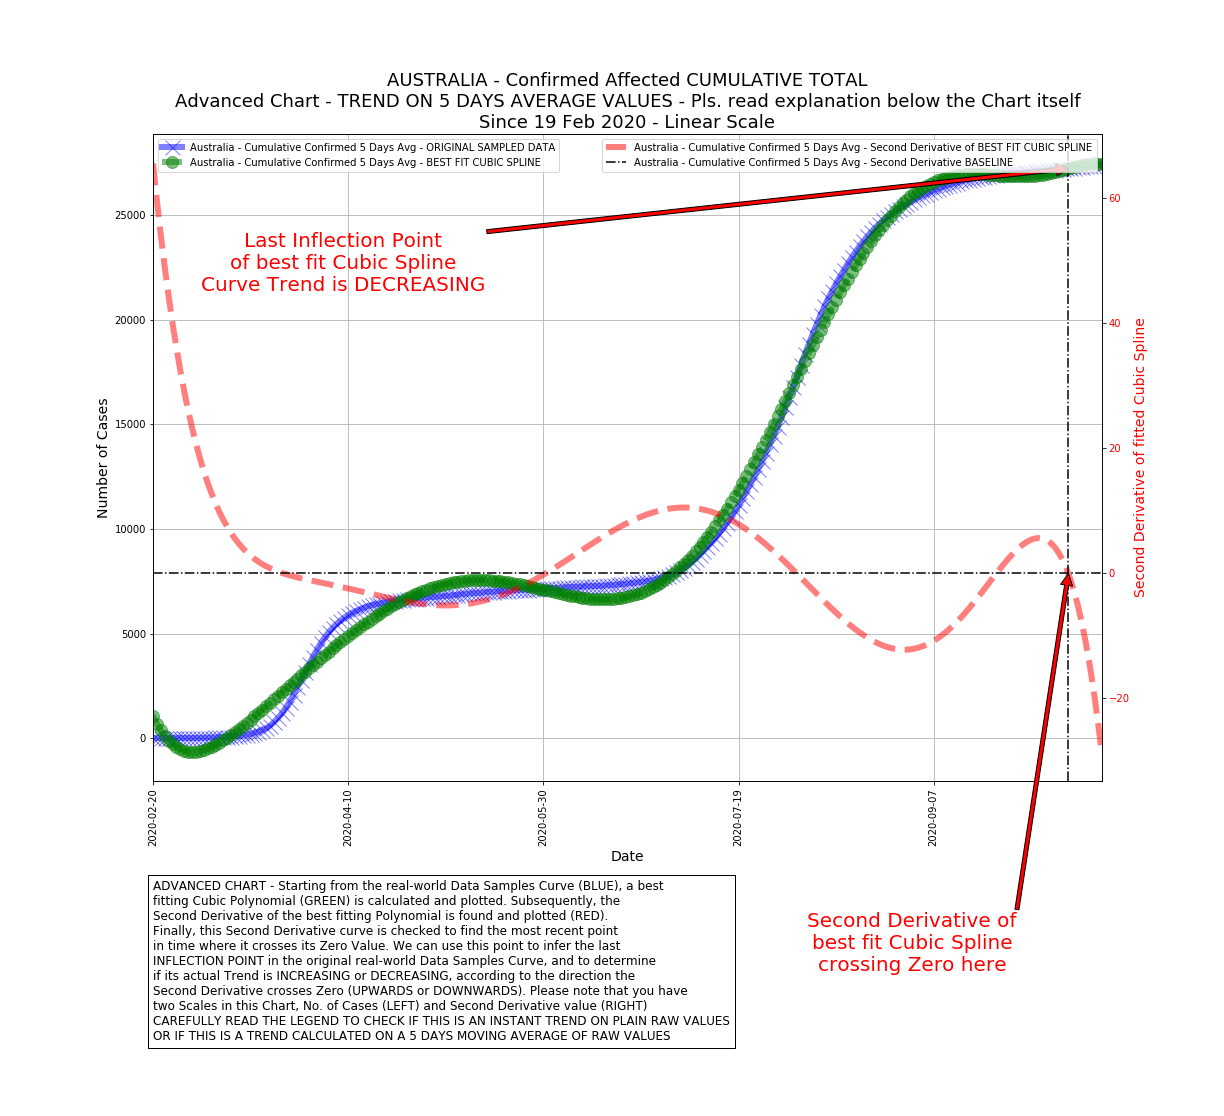 AUSTRALIA - Confirmed Affected CUMULATIVE TOTAL
Advanced Chart - TREND ON 5 DAYS AVERAGE VALUES - Pls. read explanation below the Chart itself
Since 19 Feb 2020 - Linear Scale
Australia - Cumulative Confirmed 5 Days Avg - ORIGINAL SAMPLED DATA
Australia - Cumulative Confirmed 5 Days Avg - BEST FIT CUBIC SPLINE
Australia - Cumulative Confirmed 5 Days Avg - Second Derivative of BEST FIT CUBIC SPLINE
Australia - Cumulative Confirmed 5 Days Avg - Second Derivative BASELINE
Last Inflection Point
of best fit Cubic Spline
Curve Trend is DECREASING
Number of Cases
25000
20000
15000
10000
5000
0
60
40
20
0
−20
Second Derivative of fitted Cubic Spline
2020-02-20
2020-04-10
2020-05-30
2020-07-19
2020-09-07
Date
ADVANCED CHART - Starting from the real-world Data Samples Curve (BLUE), a best
fitting Cubic Polynomial (GREEN) is calculated and plotted. Subsequently, the
Second Derivative of the best fitting Polynomial is found and plotted (RED).
Finally, this Second Derivative curve is checked to find the most recent point
in time where it crosses its Zero Value. We can use this point to infer the last
INFLECTION POINT in the original real-world Data Samples Curve, and to determine
if its actual Trend is INCREASING or DECREASING, according to the direction the
Second Derivative crosses Zero (UPWARDS or DOWNWARDS). Please note that you have
two Scales in this Chart, No. of Cases (LEFT) and Second Derivative value (RIGHT)
CAREFULLY READ THE LEGEND TO CHECK IF THIS IS AN INSTANT TREND ON PLAIN RAW VALUES
OR IF THIS IS A TREND CALCULATED ON A 5 DAYS MOVING AVERAGE OF RAW VALUES
Second Derivative of
best fit Cubic Spline
crossing Zero here